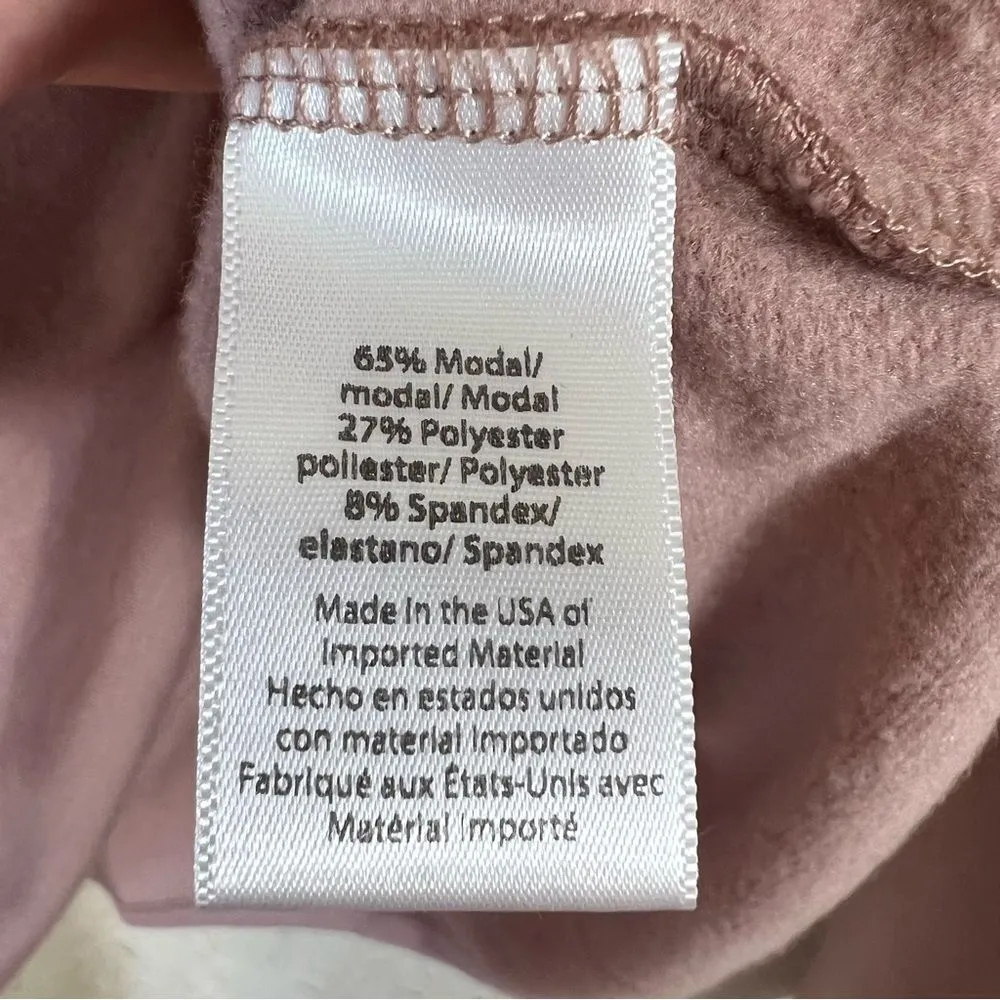 65% Modal/
modal/ Modal
27% Polyester
poliester/ Polyester
8% Spandex/
elastano/ Spandex
Made in the USA of
Imported Material
Hecho en estados unidos
con material importado
Fabriqué aux États-Unis avec
Matérial Importé